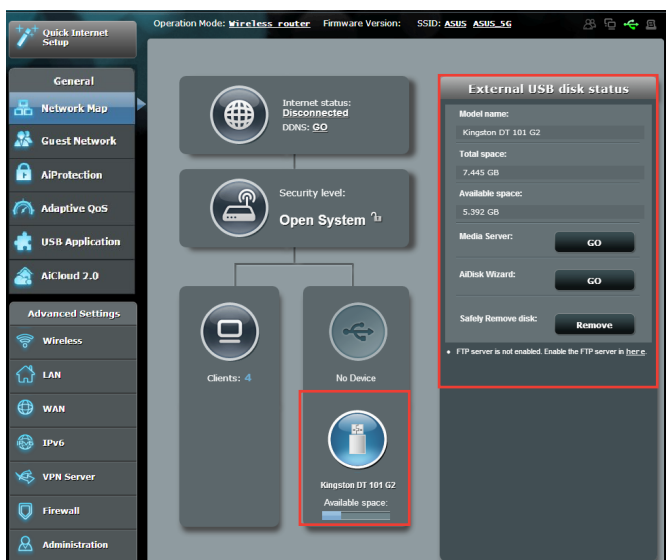 Quick Internet
Setup
Operation Mode: Wireless router Firmware Version: SSID: ASUS ASUS_5G
General
Network Map
Guest Network
AiProtection
Adaptive QoS
USB Application
AiCloud 2.0
Advanced Settings
Wireless
LAN
WAN
IPv6
VPN Server
Firewall
Administration
Internet status:
Disconnected
DDNS: GO
Security level:
Open System
Clients: 4
No Device
Kingston DT 101 G2
Available space:
External USB disk status
Model name:
Kingston DT 101 G2
Total space:
7.445 GB
Available space:
5.392 GB
Media Server: GO
AiDisk Wizard: GO
Safely Remove disk: Remove
• FTP server is not enabled. Enable the FTP server in here.